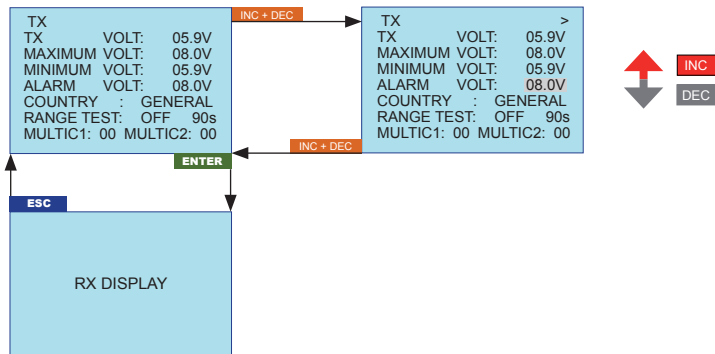 TX
TX VOLT: 05.9V
MAXIMUM VOLT: 08.0V
MINIMUM VOLT: 05.9V
ALARM VOLT: 08.0V
COUNTRY : GENERAL
RANGE TEST: OFF 90s
MULTIC1: 00 MULTIC2: 00
INC + DEC
TX >
TX VOLT: 05.9V
MAXIMUM VOLT: 08.0V
MINIMUM VOLT: 05.9V
ALARM VOLT: 08.0V
COUNTRY : GENERAL
RANGE TEST: OFF 90s
MULTIC1: 00 MULTIC2: 00
INC
DEC
INC + DEC
ENTER
ESC
RX DISPLAY